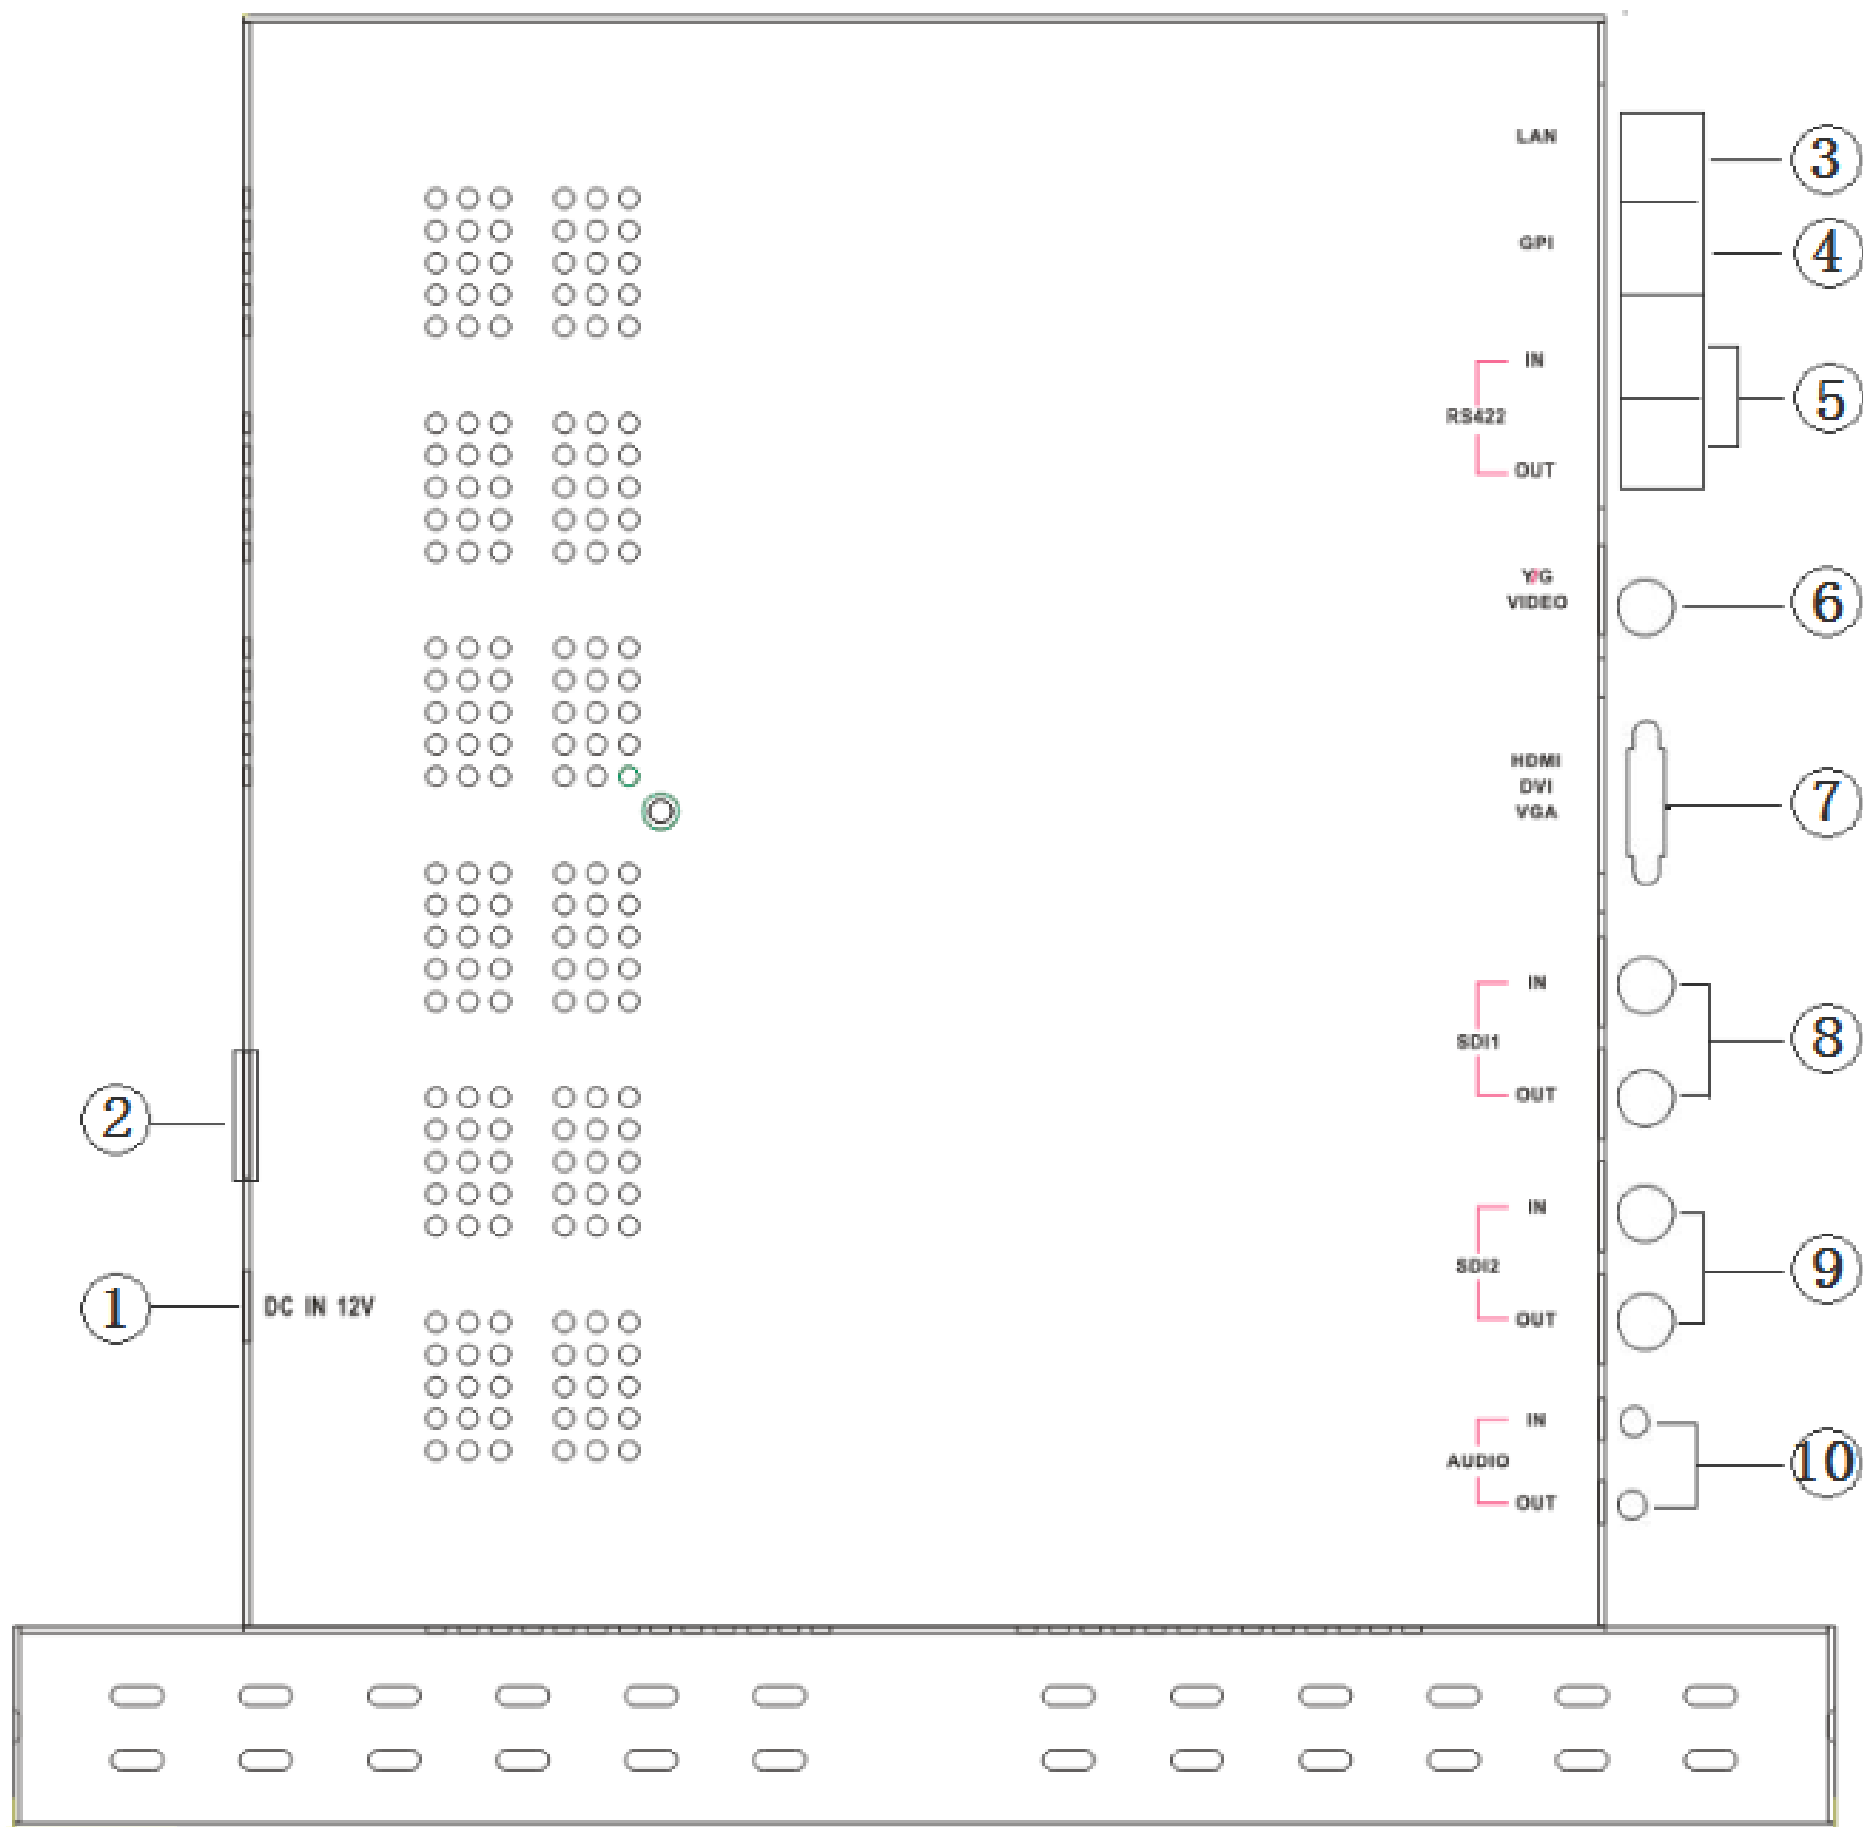 LAN
③
GPI
④
IN
RS422
⑤
OUT
Y/G
VIDEO
⑥
HDMI
DVI
VGA
⑦
IN
SDI1
⑧
OUT
②
IN
SDI2
⑨
OUT
①
DC IN 12V
IN
AUDIO
⑩
OUT